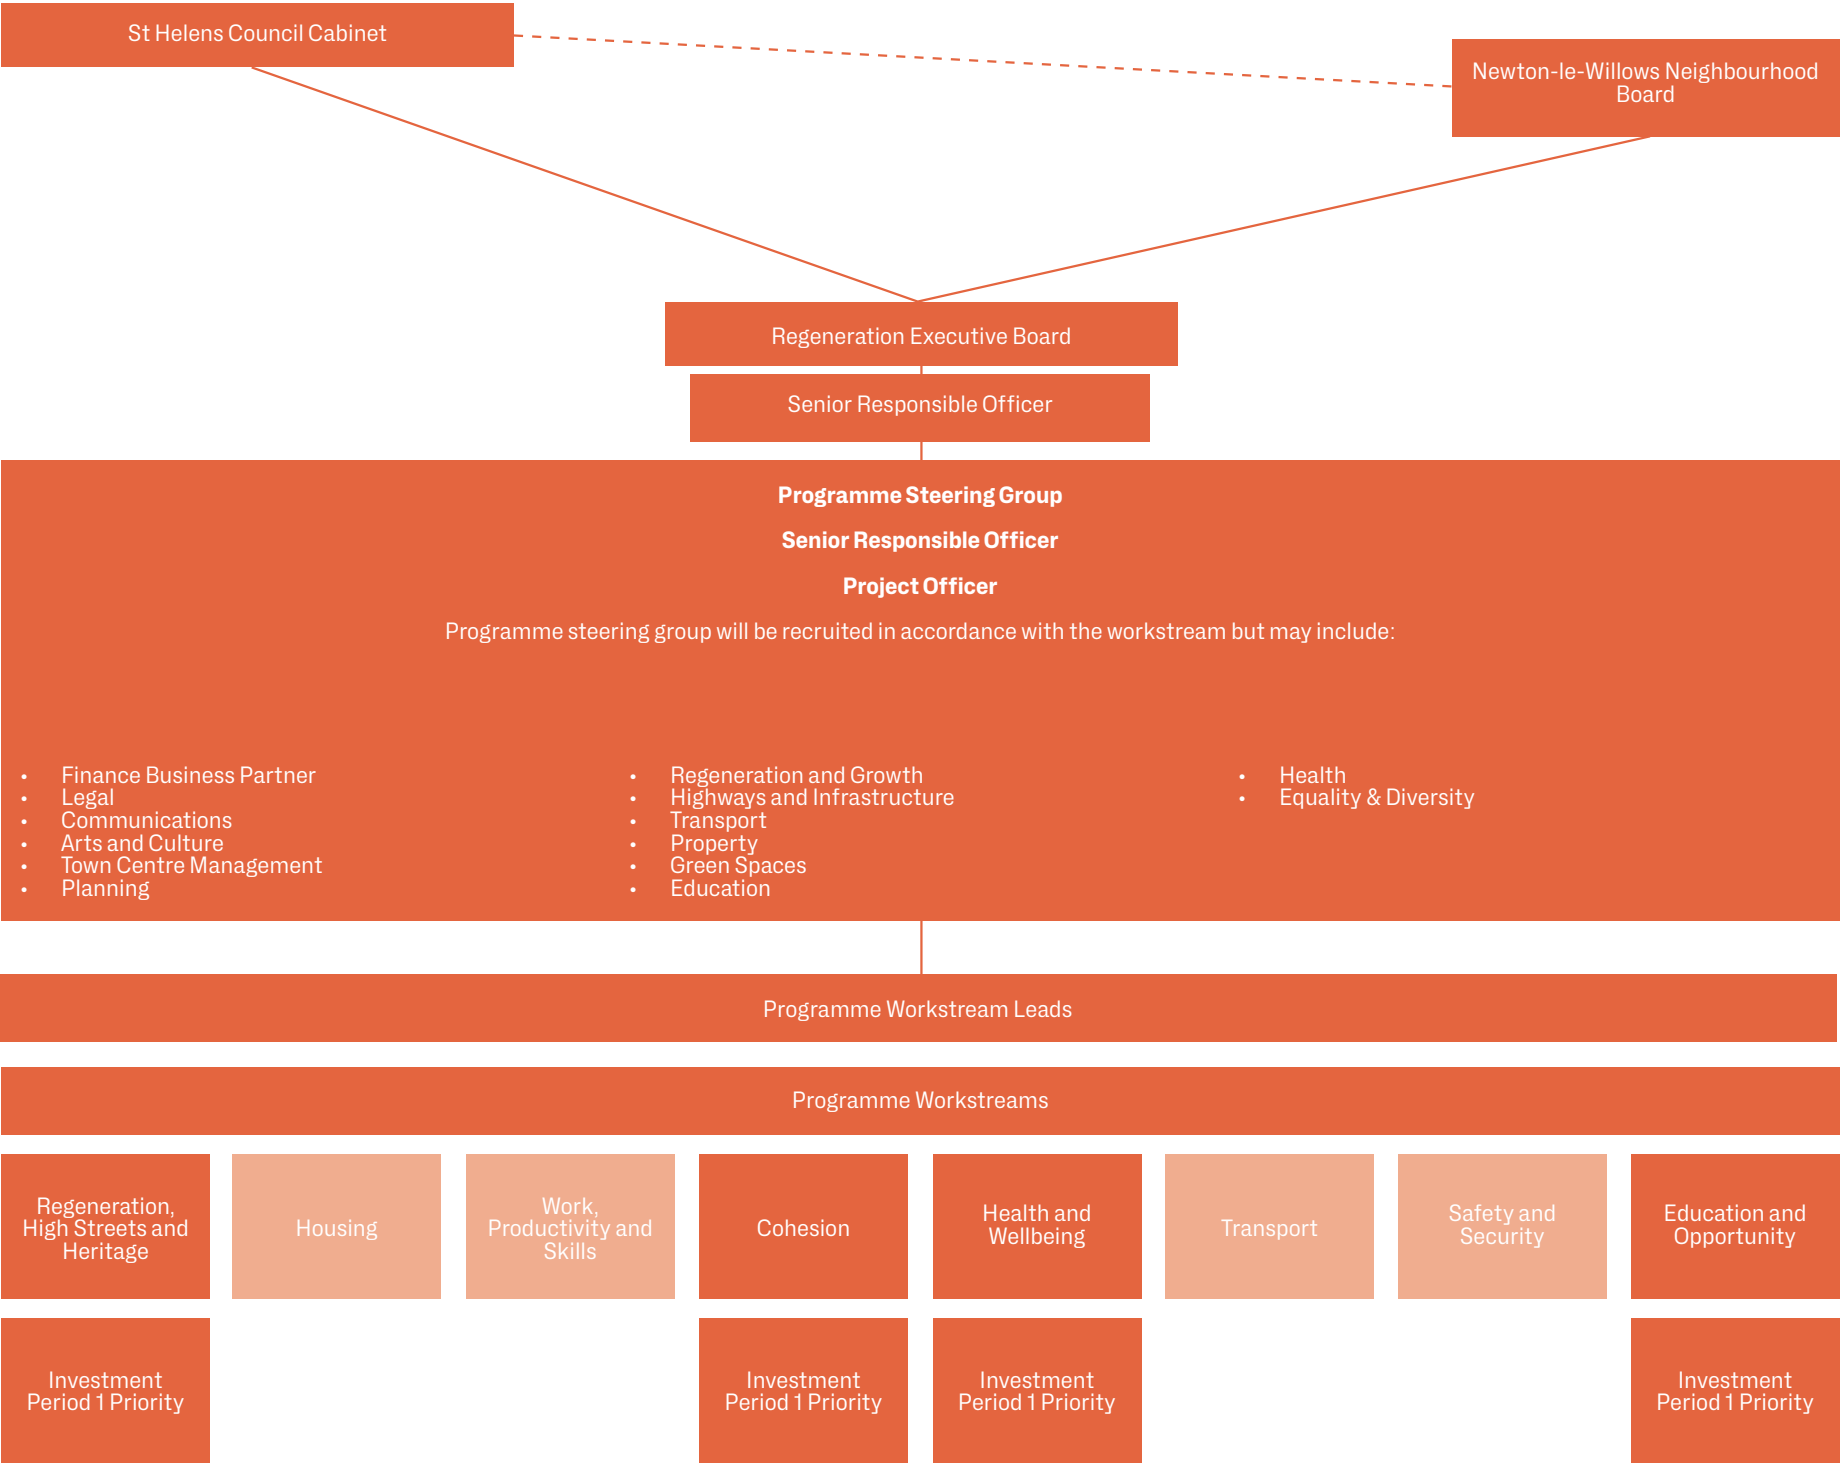 St Helens Council Cabinet
Newton-le-Willows Neighbourhood
Board
Regeneration Executive Board
Senior Responsible Officer
Programme Steering Group
Senior Responsible Officer
Project Officer
Programme steering group will be recruited in accordance with the workstream but may include:
• Finance Business Partner
• Legal
• Communications
• Arts and Culture
• Town Centre Management
• Planning
• Regeneration and Growth
• Highways and Infrastructure
• Transport
• Property
• Green Spaces
• Education
• Health
• Equality & Diversity
Programme Workstream Leads
Programme Workstreams
Regeneration,
High Streets and
Heritage
Housing
Work,
Productivity and
Skills
Cohesion
Health and
Wellbeing
Transport
Safety and
Security
Education and
Opportunity
Investment
Period 1 Priority
Investment
Period 1 Priority
Investment
Period 1 Priority
Investment
Period 1 Priority